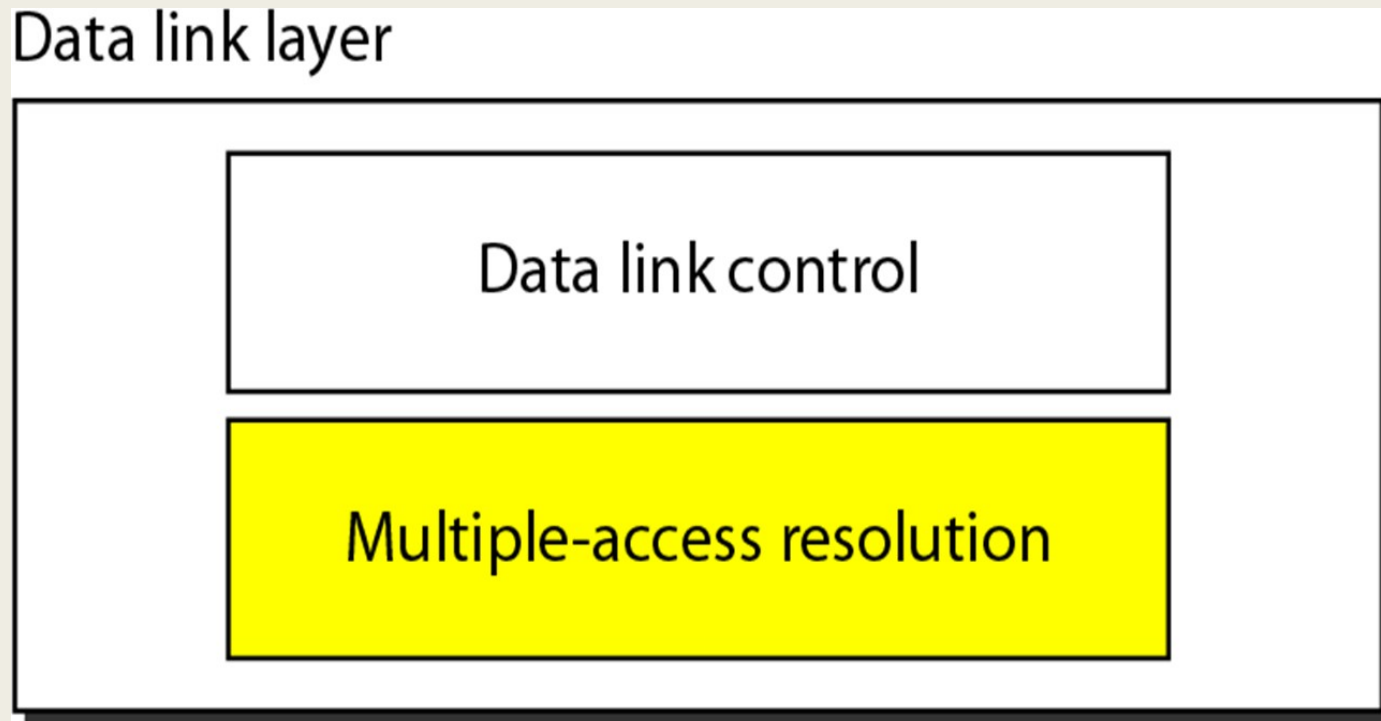 Data link layer
Data link control
Multiple-access resolution